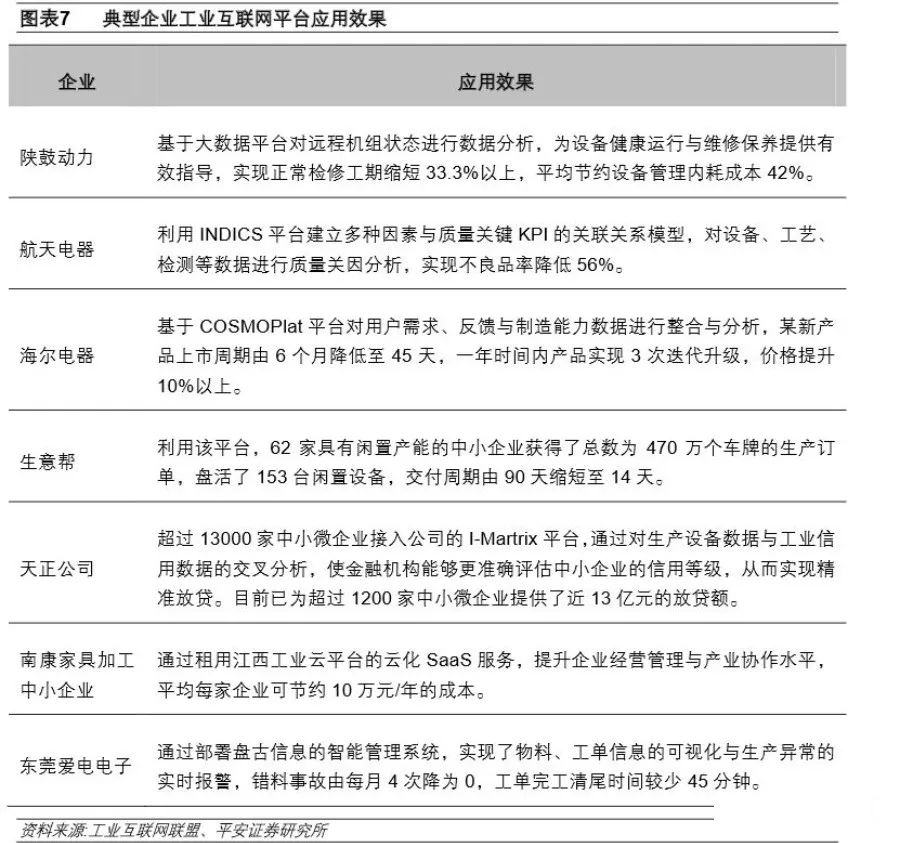 图表7 典型企业工业互联网平台应用效果
企业 应用效果
陕鼓动力
基于大数据平台对远程机组状态进行数据分析，为设备健康运行与维修保养提供有
效指导，实现正常检修工期缩短 33.3%以上，平均节约设备管理内耗成本 42%。
航天电器
利用 INDICS 平台建立多种因素与质量关键 KPI 的关联关系模型，对设备、工艺、
检测等数据进行质量关因分析，实现不良品率降低 56%。
海尔电器
基于 COSMOPlat 平台对用户需求、反馈与制造能力数据进行整合与分析，某新产
品上市周期由 6 个月降低至 45 天，一年时间内产品实现 3 次迭代升级，价格提升
10%以上。
生意帮
利用该平台，62 家具有闲置产能的中小企业获得了总数为 470 万个车牌的生产订
单，盘活了 153 台闲置设备，交付周期由 90 天缩短至 14 天。
天正公司
超过 13000 家中小微企业接入公司的 I-Martrix 平台,通过对生产设备数据与工业信
用数据的交叉分析，使金融机构能够更准确评估中小企业的信用等级，从而实现精
准放贷。目前已为超过 1200 家中小微企业提供了近 13 亿元的放贷额。
南康家具加工
中小企业
通过租用江西工业云平台的云化 SaaS 服务，提升企业经营管理与产业协作水平，
平均每家企业可节约 10 万元/年的成本。
东莞爱电电子
通过部署盘古信息的智能管理系统，实现了物料、工单信息的可视化与生产异常的
实时报警，错料事故由每月 4 次降为 0，工单完工清尾时间较少 45 分钟。
资料来源:工业互联网联盟、平安证券研究所